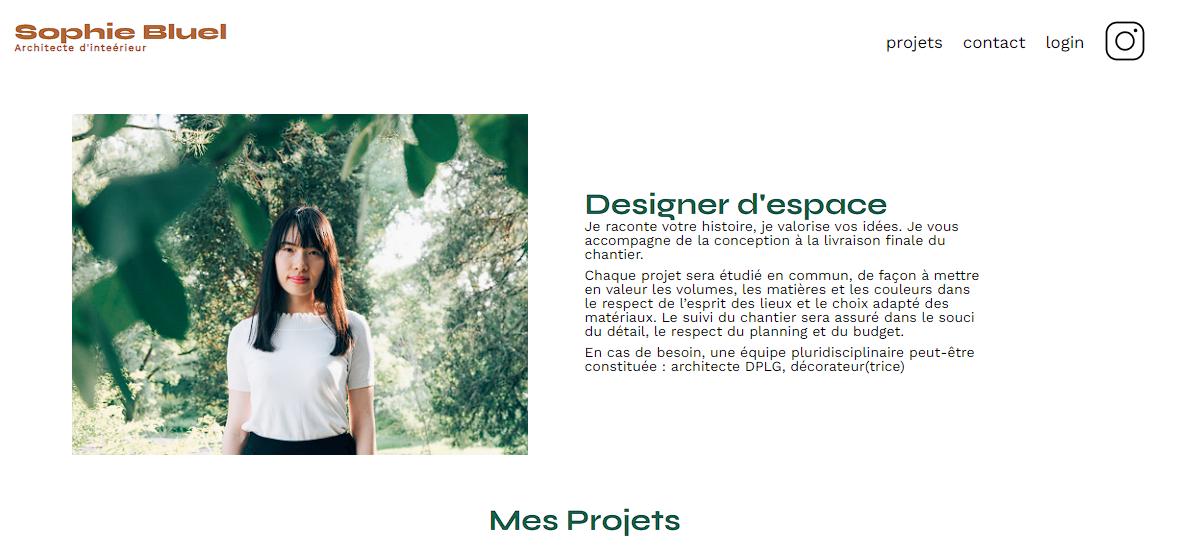 Sophie Bluel
Architecte d'inteérieur
projets contact login
Designer d'espace
Je raconte votre histoire, je valorise vos idées. Je vous
accompagne de la conception à la livraison finale du
chantier.
Chaque projet sera étudié en commun, de façon à mettre
en valeur les volumes, les matières et les couleurs dans
le respect de l’esprit des lieux et le choix adapté des
matériaux. Le suivi du chantier sera assuré dans le souci
du détail, le respect du planning et du budget.
En cas de besoin, une équipe pluridisciplinaire peut-être
constituée : architecte DPLG, décorateur(trice)
Mes Projets